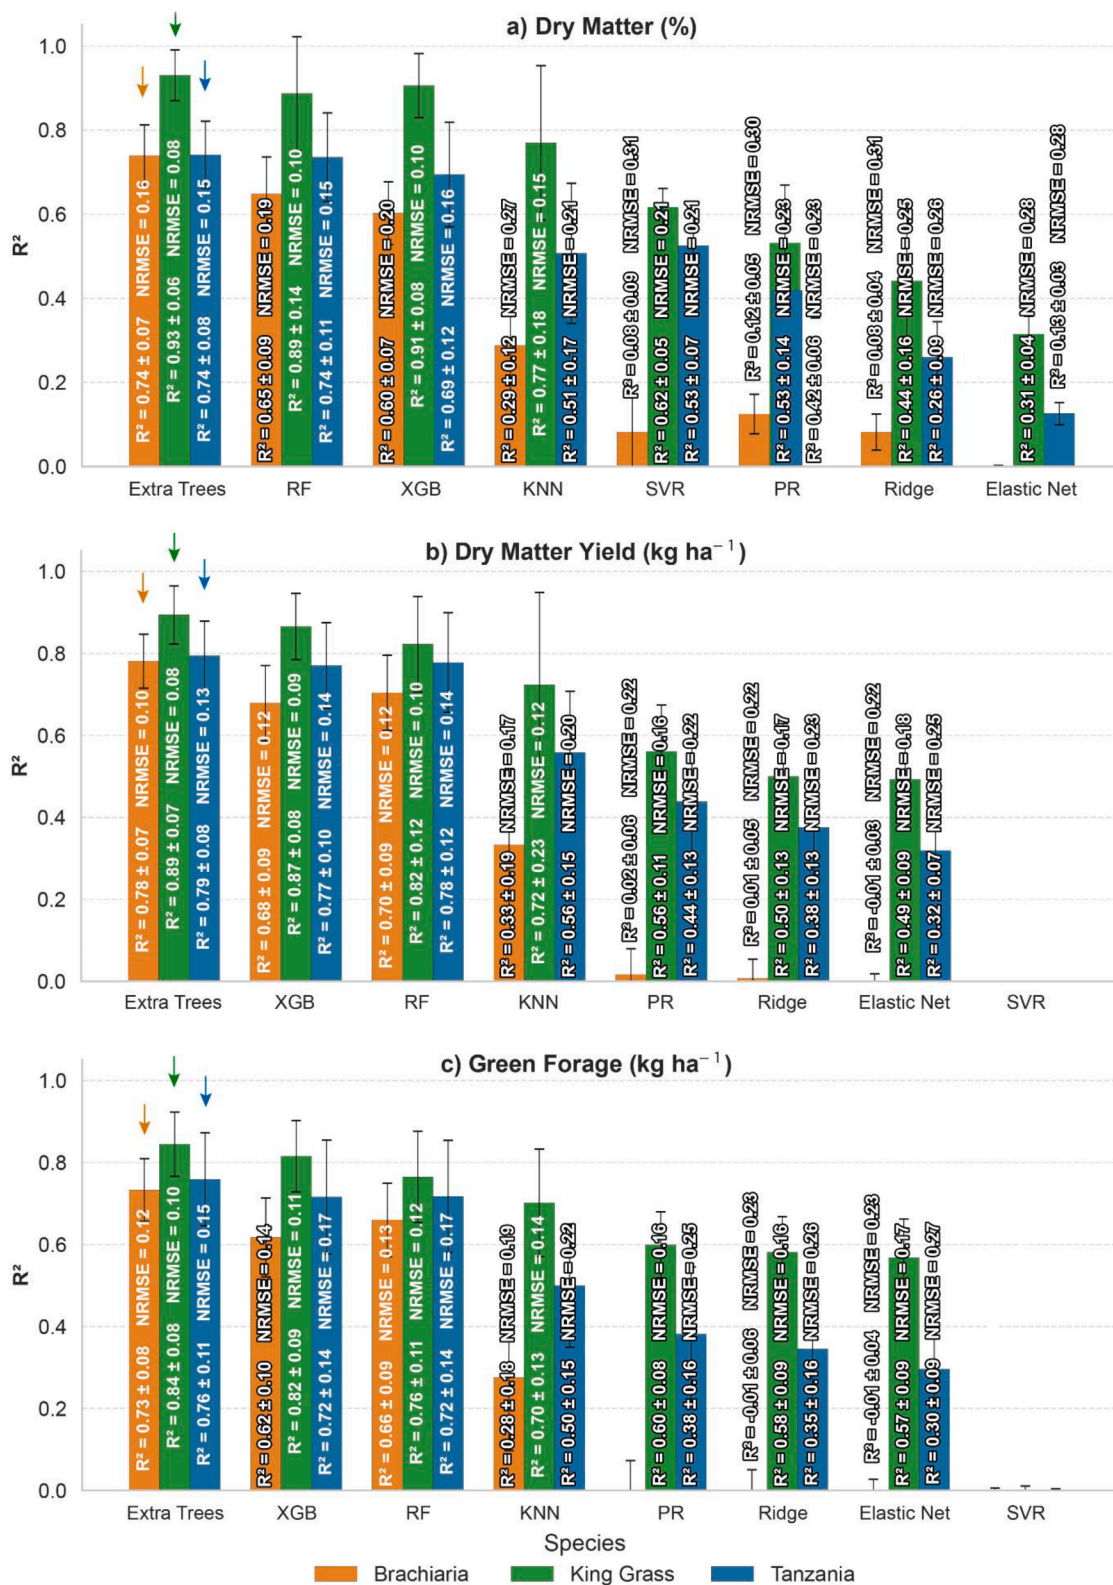 a) Dry Matter (%)
1.0
0.8
0.6
0.4
0.2
0.0
R²
R² = 0.74 ± 0.07 NRMSE = 0.16
R² = 0.93 ± 0.06 NRMSE = 0.08
R² = 0.74 ± 0.08 NRMSE = 0.15
R² = 0.65 ± 0.09 NRMSE = 0.19
R² = 0.89 ± 0.14 NRMSE = 0.10
R² = 0.74 ± 0.11 NRMSE = 0.15
R² = 0.60 ± 0.07 NRMSE = 0.20
R² = 0.91 ± 0.08 NRMSE = 0.10
R² = 0.69 ± 0.12 NRMSE = 0.16
R² = 0.29 ± 0.12 NRMSE = 0.27
R² = 0.77 ± 0.18 NRMSE = 0.15
R² = 0.51 ± 0.17 NRMSE = 0.21
R² = 0.08 ± 0.09 NRMSE = 0.31
R² = 0.62 ± 0.05 NRMSE = 0.21
R² = 0.53 ± 0.07 NRMSE = 0.21
R² = 0.12 ± 0.05 NRMSE = 0.30
R² = 0.53 ± 0.14 NRMSE = 0.23
R² = 0.42 ± 0.06 NRMSE = 0.23
R² = 0.08 ± 0.04 NRMSE = 0.31
R² = 0.44 ± 0.16 NRMSE = 0.25
R² = 0.26 ± 0.09 NRMSE = 0.26
R² = 0.31 ± 0.04 NRMSE = 0.28
R² = 0.13 ± 0.03 NRMSE = 0.28
Extra Trees RF XGB KNN SVR PR Ridge Elastic Net
b) Dry Matter Yield (kg ha⁻¹)
1.0
0.8
0.6
0.4
0.2
0.0
R²
R² = 0.78 ± 0.07 NRMSE = 0.10
R² = 0.89 ± 0.07 NRMSE = 0.08
R² = 0.79 ± 0.08 NRMSE = 0.13
R² = 0.68 ± 0.09 NRMSE = 0.12
R² = 0.87 ± 0.08 NRMSE = 0.09
R² = 0.77 ± 0.10 NRMSE = 0.14
R² = 0.70 ± 0.09 NRMSE = 0.12
R² = 0.82 ± 0.12 NRMSE = 0.10
R² = 0.78 ± 0.12 NRMSE = 0.14
R² = 0.33 ± 0.19 NRMSE = 0.17
R² = 0.72 ± 0.23 NRMSE = 0.12
R² = 0.56 ± 0.15 NRMSE = 0.20
R² = 0.02 ± 0.06 NRMSE = 0.22
R² = 0.56 ± 0.11 NRMSE = 0.16
R² = 0.44 ± 0.13 NRMSE = 0.22
R² = 0.01 ± 0.05 NRMSE = 0.22
R² = 0.50 ± 0.13 NRMSE = 0.17
R² = 0.38 ± 0.13 NRMSE = 0.23
R² = -0.01 ± 0.03 NRMSE = 0.22
R² = 0.49 ± 0.09 NRMSE = 0.18
R² = 0.32 ± 0.07 NRMSE = 0.25
Extra Trees XGB RF KNN PR Ridge Elastic Net SVR
c) Green Forage (kg ha⁻¹)
1.0
0.8
0.6
0.4
0.2
0.0
R²
R² = 0.73 ± 0.08 NRMSE = 0.12
R² = 0.84 ± 0.08 NRMSE = 0.10
R² = 0.76 ± 0.11 NRMSE = 0.15
R² = 0.62 ± 0.10 NRMSE = 0.14
R² = 0.82 ± 0.09 NRMSE = 0.11
R² = 0.72 ± 0.14 NRMSE = 0.17
R² = 0.66 ± 0.09 NRMSE = 0.13
R² = 0.76 ± 0.11 NRMSE = 0.12
R² = 0.72 ± 0.14 NRMSE = 0.17
R² = 0.28 ± 0.18 NRMSE = 0.19
R² = 0.70 ± 0.13 NRMSE = 0.14
R² = 0.50 ± 0.15 NRMSE = 0.22
R² = 0.60 ± 0.08 NRMSE = 0.16
R² = 0.38 ± 0.16 NRMSE = 0.25
R² = -0.01 ± 0.06 NRMSE = 0.23
R² = 0.58 ± 0.09 NRMSE = 0.16
R² = 0.35 ± 0.16 NRMSE = 0.26
R² = -0.01 ± 0.04 NRMSE = 0.23
R² = 0.57 ± 0.09 NRMSE = 0.17
R² = 0.30 ± 0.09 NRMSE = 0.27
Extra Trees XGB RF KNN PR Ridge Elastic Net SVR
Species
Brachiaria King Grass Tanzania